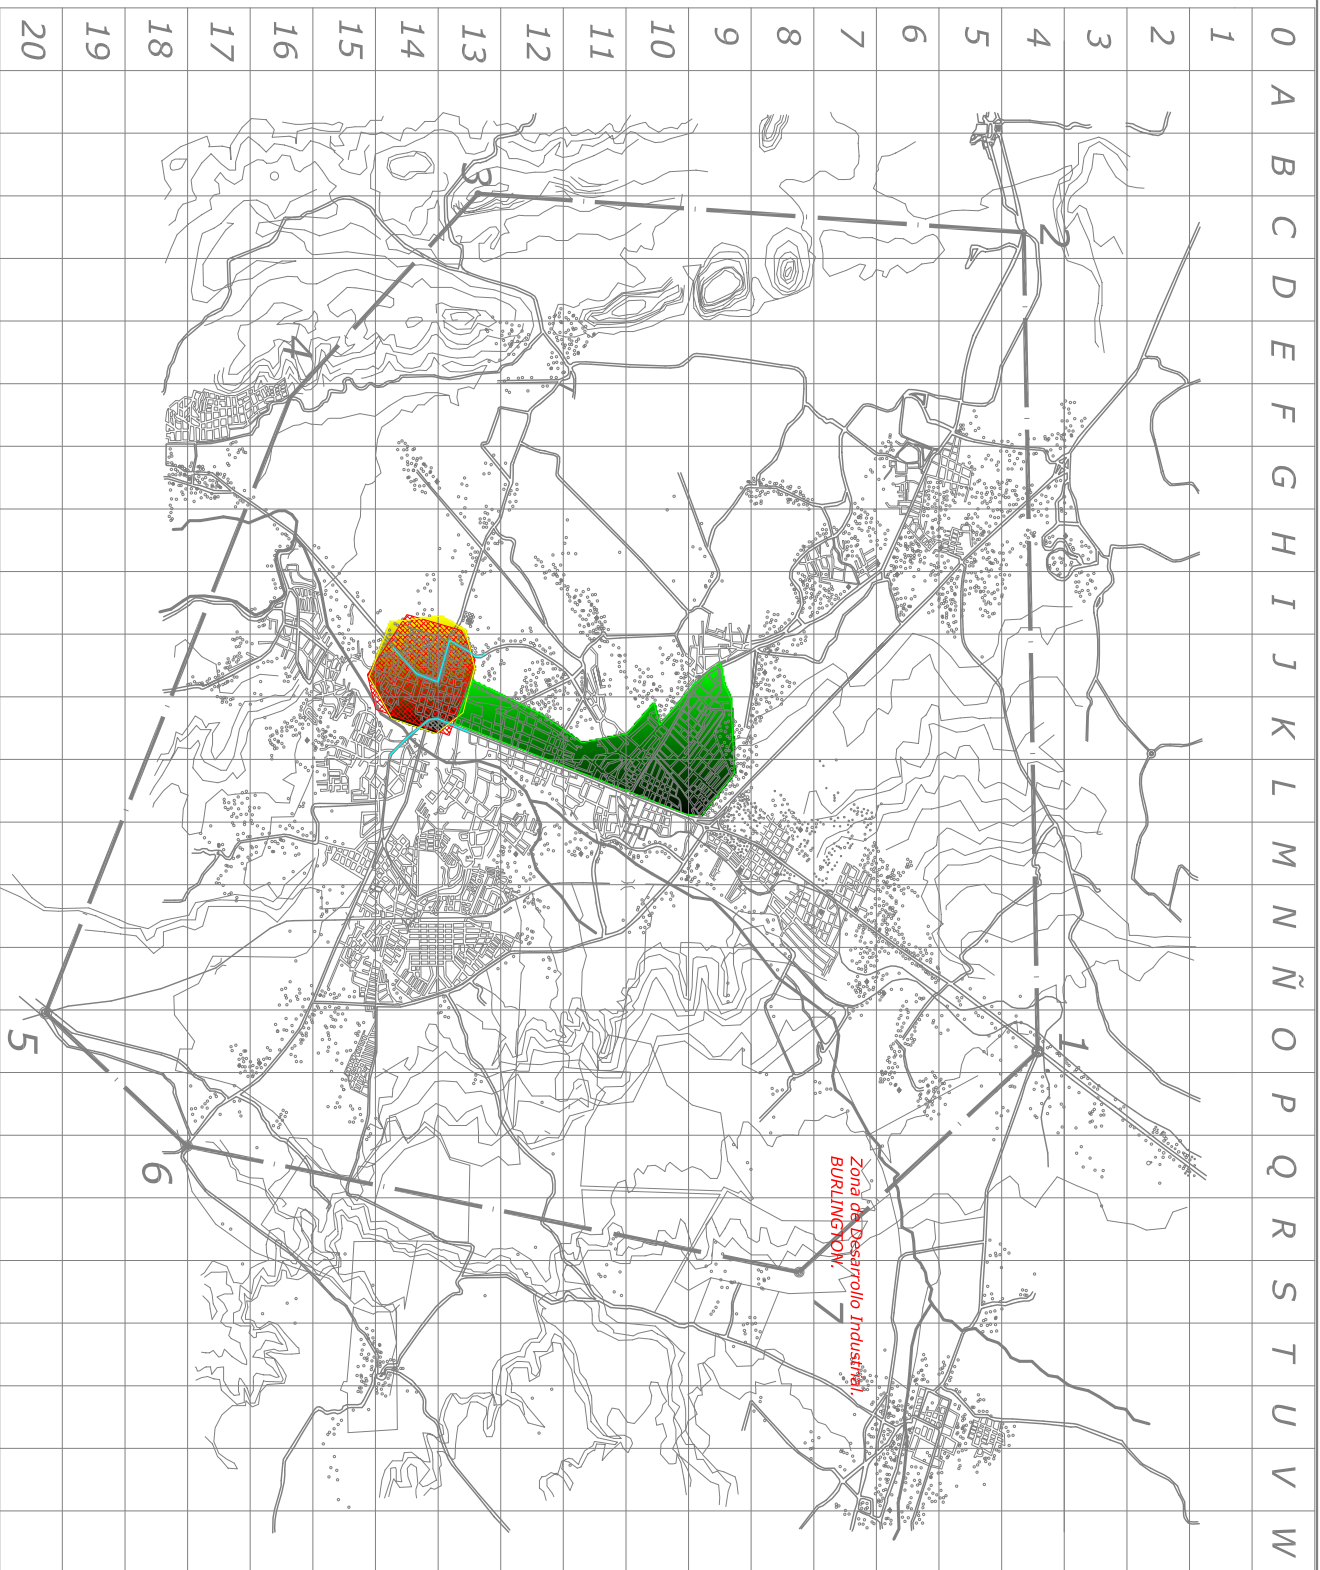 0 1 2 3 4 5 6 7 8 9 10 11 12 13 14 15 16 17 18 19 20
A
B
C
D
E
F
G
H
I
J
K
L
M
N
Ñ
O
P
Q
R
S
T
U
V
W
1
2
3
4
5
6
7
Zona de Desarrollo Industrial.
BURLINGTON.